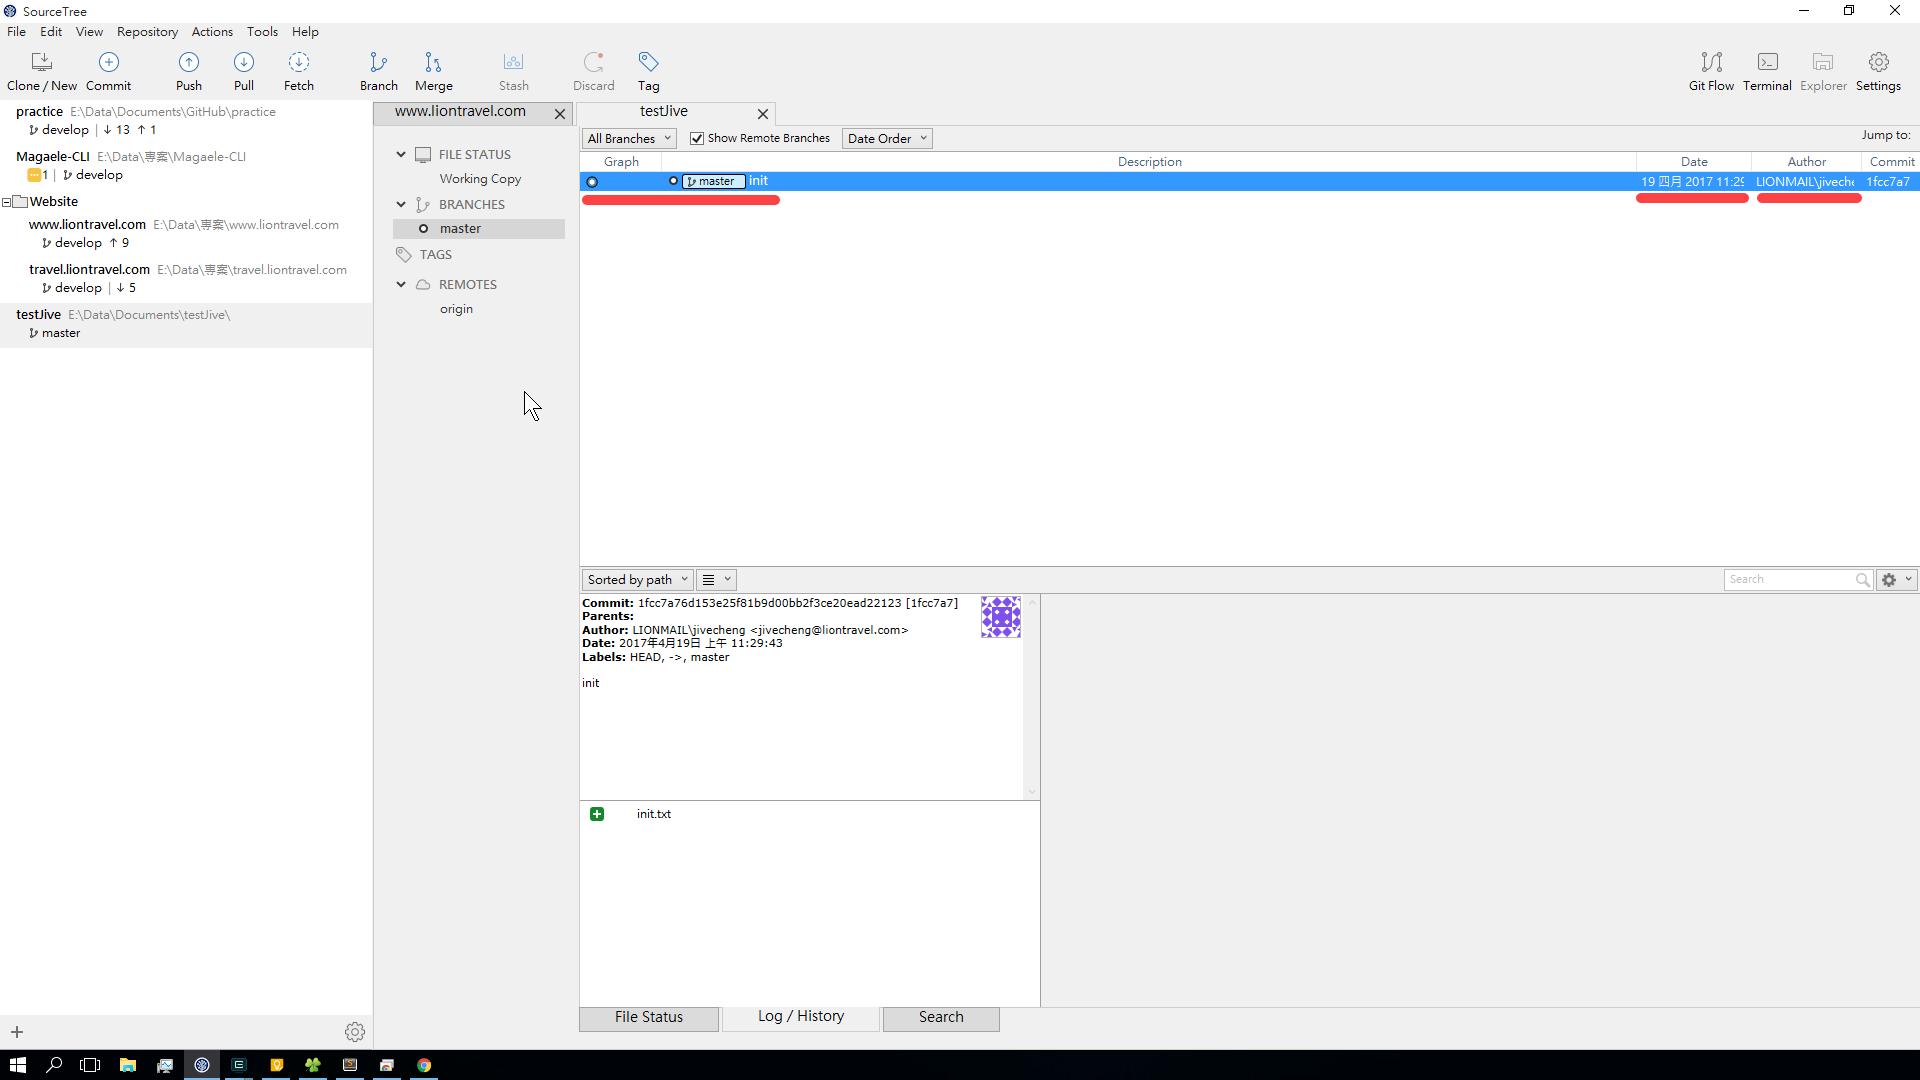 SourceTree
File Edit View Repository Actions Tools Help
Clone / New Commit Push Pull Fetch Branch Merge Stash Discard Tag Git Flow Terminal Explorer Settings
practice E:\Data\Documents\GitHub\practice
develop | ↓ 13 ↑ 1
Magaele-CLI E:\Data\專案\Magaele-CLI
1 | develop
Website
www.liontravel.com E:\Data\專案\www.liontravel.com
develop ↑ 9
travel.liontravel.com E:\Data\專案\travel.liontravel.com
develop | ↓ 5
testJive E:\Data\Documents\testJive\
master
www.liontravel.com
testJive
FILE STATUS
Working Copy
BRANCHES
master
TAGS
REMOTES
origin
All Branches Show Remote Branches Date Order Jump to:
Graph Description Date Author Commit
master init 19 四月 2017 11:29 LIONMAIL\jiveche 1fcc7a7
Sorted by path Search
Commit: 1fcc7a76d153e25f81b9d00bb2f3ce20ead22123 [1fcc7a7]
Parents:
Author: LIONMAIL\jivecheng <jivecheng@liontravel.com>
Date: 2017年4月19日 上午 11:29:43
Labels: HEAD, ->, master
init
init.txt
File Status Log / History Search